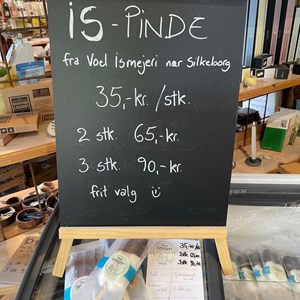 is - PINDE
fra Voel Ismejeri nær Silkeborg
35,-kr. /stk.
2 stk. 65,-kr.
3 stk. 90,-kr.
frit valg